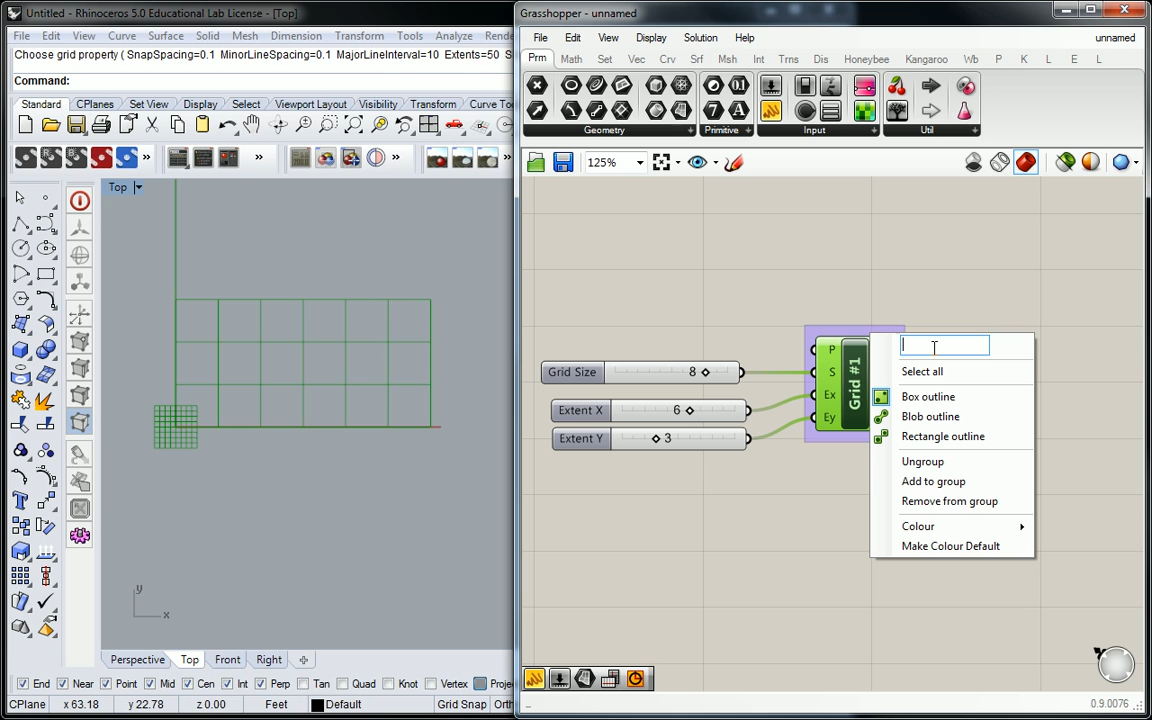 Untitled - Rhinoceros 5.0 Educational Lab License - [Top]
File Edit View Curve Surface Solid Mesh Dimension Transform Tools Analyze
Choose grid property ( SnapSpacing=0.1 MinorLineSpacing=0.1 MajorLineInterval=10 Extents=50
Command:
Standard CPlanes Set View Display Select Viewport Layout Visibility Transform Curve
Top
y
x
Perspective Top Front Right
End Near Point Mid Cen Int Perp Tan Quad Knot Vertex
CPlane x 63.18 y 22.78 z 0.00 Feet Default Grid Snap
Grasshopper - unnamed
File Edit View Display Solution Help unnamed
Prm Math Set Vec Crv Srf Msh Int Trns Dis Honeybee Kangaroo Wb P K L E L
Geometry Primitive Input Util
125%
Grid Size 8
Extent X 6
Extent Y 3
P
S
Ex
Ey
Grid #1
Select all
Box outline
Blob outline
Rectangle outline
Ungroup
Add to group
Remove from group
Colour
Make Colour Default
0.9.0076